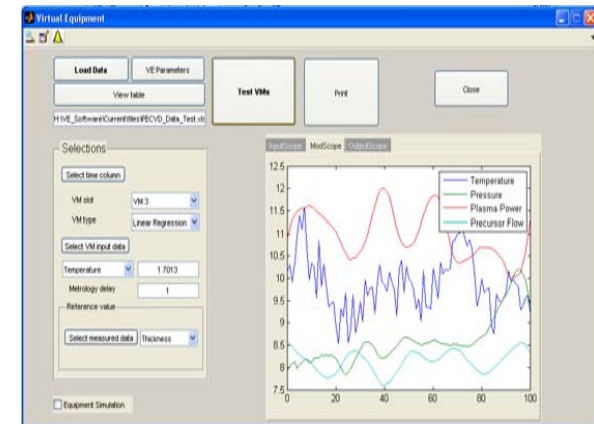 Virtual Equipment
Load Data
VE Parameters
View table
Test VMs
Print
Close
H:\VE_Software\Current\files\PECVD_Data_Test.xls
Selections
Select time column
VM slot
VM 3
VM type
Linear Regression
Select VM input data
Temperature
1.7013
Metrology delay
1
Reference value
Select measured data
Thickness
Equipment Simulation
InputScope
ModScope
OutputScope
12.5
12
11.5
11
10.5
10
9.5
9
8.5
8
7.5
0
20
40
60
80
100
Temperature
Pressure
Plasma Power
Precursor Flow